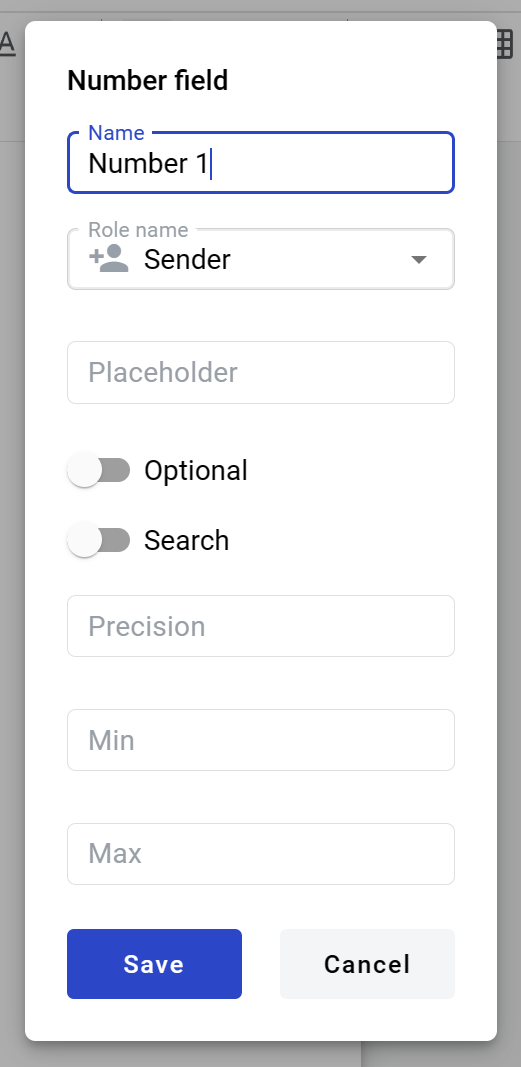 A
Number field
Name
Number 1
Role name
Sender
Placeholder
Optional
Search
Precision
Min
Max
Save
Cancel